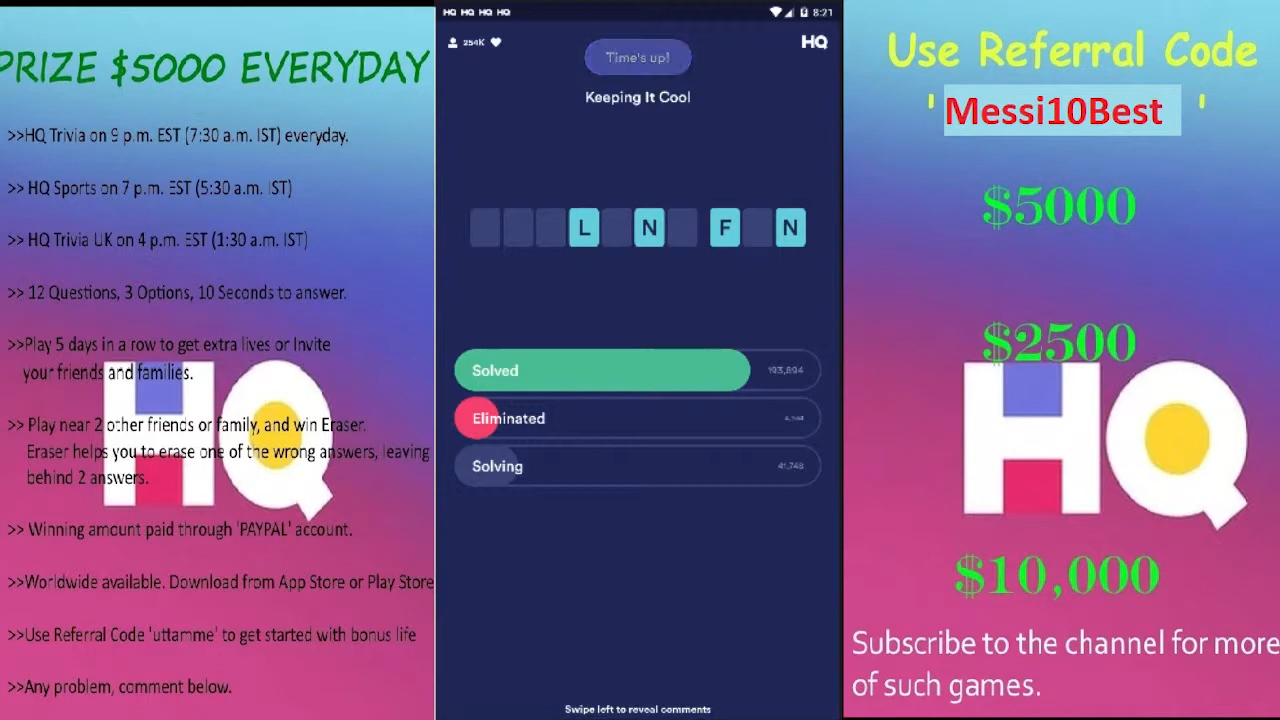 PRIZE $5000 EVERYDAY
>>HQ Trivia on 9 p.m. EST (7:30 a.m. IST) everyday.
>> HQ Sports on 7 p.m. EST (5:30 a.m. IST)
>> HQ Trivia UK on 4 p.m. EST (1:30 a.m. IST)
>> 12 Questions, 3 Options, 10 Seconds to answer.
>>Play 5 days in a row to get extra lives or Invite
your friends and families.
>> Play near 2 other friends or family, and win Eraser.
Eraser helps you to erase one of the wrong answers, leaving
behind 2 answers.
>> Winning amount paid through 'PAYPAL' account.
>>Worldwide available. Download from App Store or Play Store
>>Use Referral Code 'uttamme' to get started with bonus life
>>Any problem, comment below.
HQ
HQ HQ HQ HQ 8:21
254K HQ
Time's up!
Keeping It Cool
L N F N
Solved 193,894
Eliminated
Solving 41,748
Swipe left to reveal comments
Use Referral Code
' Messi10Best '
$5000
$2500
HQ
$10,000
Subscribe to the channel for more
of such games.